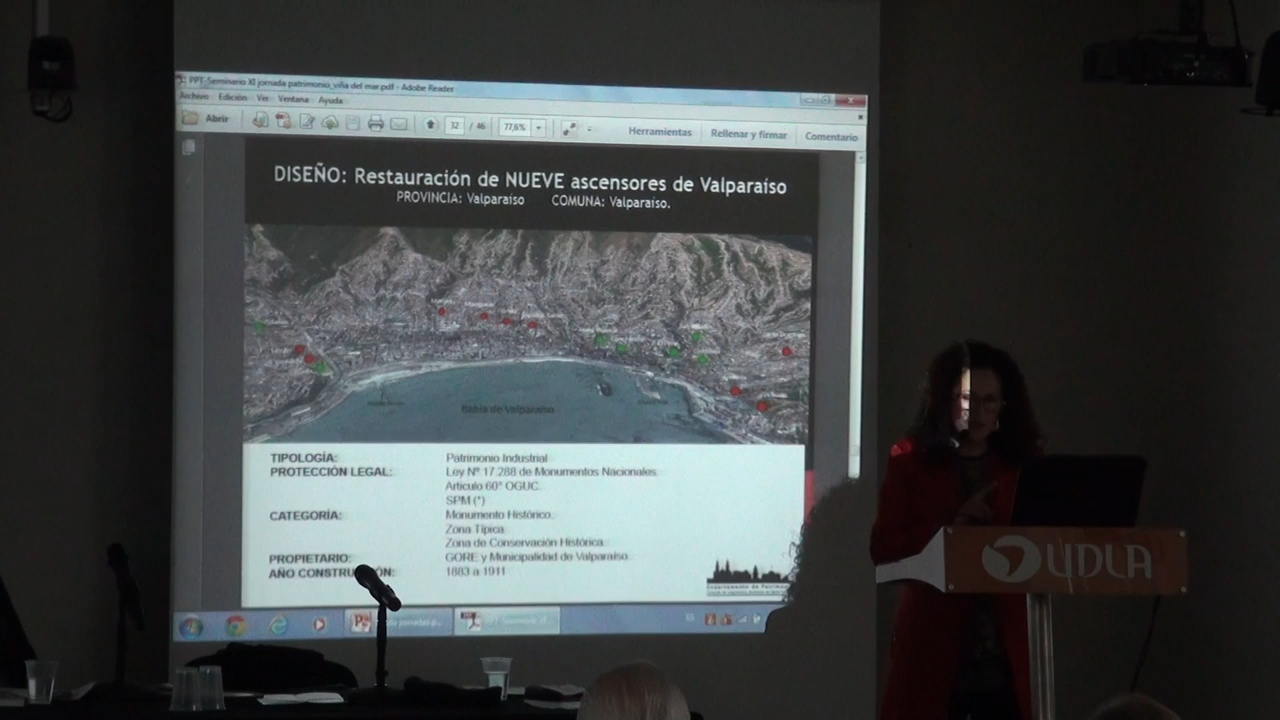 PPT-Seminario XI jornada patrimonio_viña del mar.pdf - Adobe Reader
Archivo Edición Ver Ventana Ayuda
Abrir 32 / 46 77,6% Herramientas Rellenar y firmar Comentario
DISEÑO: Restauración de NUEVE ascensores de Valparaíso
PROVINCIA: Valparaíso COMUNA: Valparaíso.
Bahía de Valparaíso
TIPOLOGÍA: Patrimonio Industrial
PROTECCIÓN LEGAL: Ley Nº 17.288 de Monumentos Nacionales.
Artículo 60° OGUC.
SPM (*)
CATEGORÍA: Monumento Histórico.
Zona Típica.
Zona de Conservación Histórica.
PROPIETARIO: GORE y Municipalidad de Valparaíso.
AÑO CONSTRUCCIÓN: 1883 a 1911
UDLA